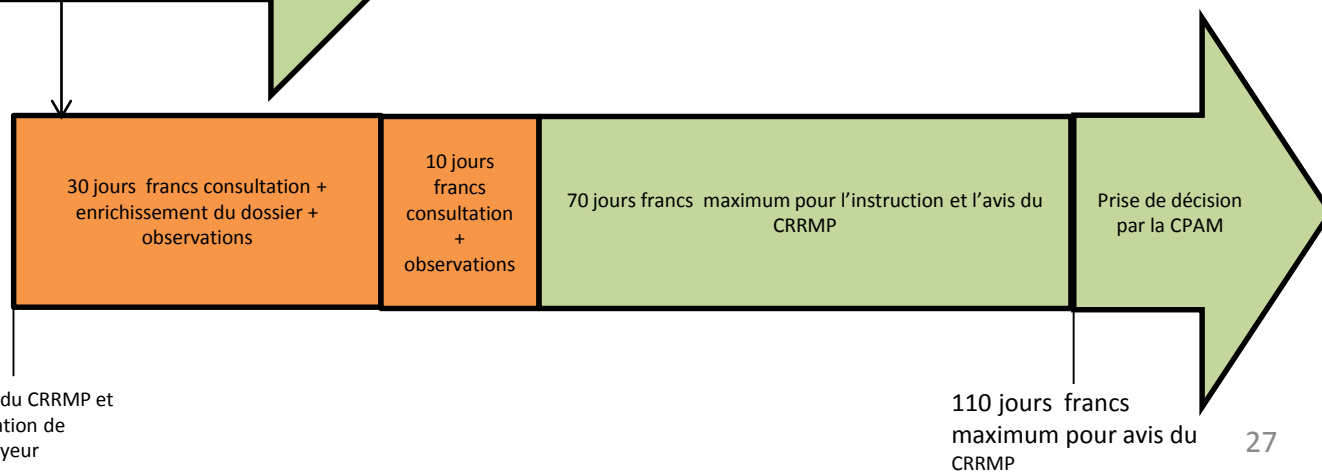 30 jours francs consultation +
enrichissement du dossier +
observations
10 jours
francs
consultation
+
observations
70 jours francs maximum pour l'instruction et l'avis du
CRRMP
Prise de décision
par la CPAM
du CRRMP et
ation de
yeur
110 jours francs
maximum pour avis du
CRRMP
27